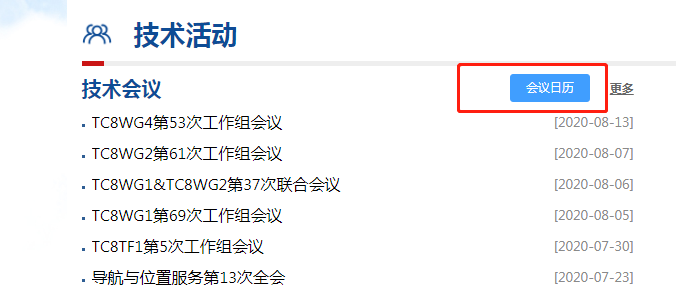 技术活动
技术会议 会议日历 更多
TC8WG4第53次工作组会议 [2020-08-13]
TC8WG2第61次工作组会议 [2020-08-07]
TC8WG1&TC8WG2第37次联合会议 [2020-08-06]
TC8WG1第69次工作组会议 [2020-08-05]
TC8TF1第5次工作组会议 [2020-07-30]
导航与位置服务第13次全会 [2020-07-23]